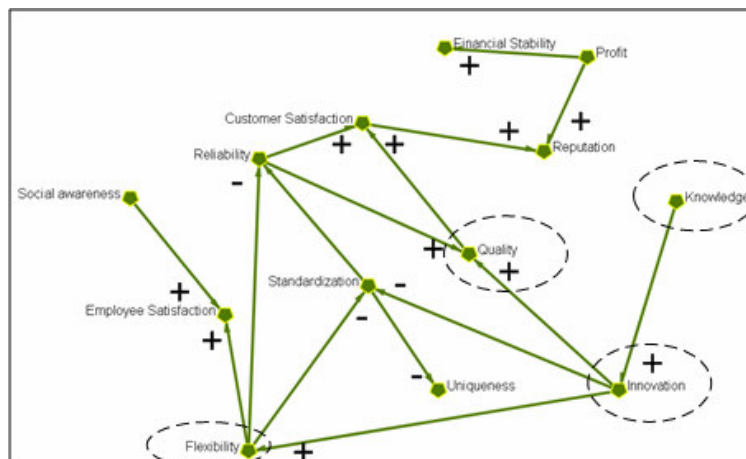 Financial Stability
Profit
+
Customer Satisfaction
+
+
+
+
Reputation
Reliability
-
Social awareness
Knowledge
+
Quality
+
Standardization
-
+
-
Employee Satisfaction
+
+
-
Uniqueness
Innovation
Flexibility
+